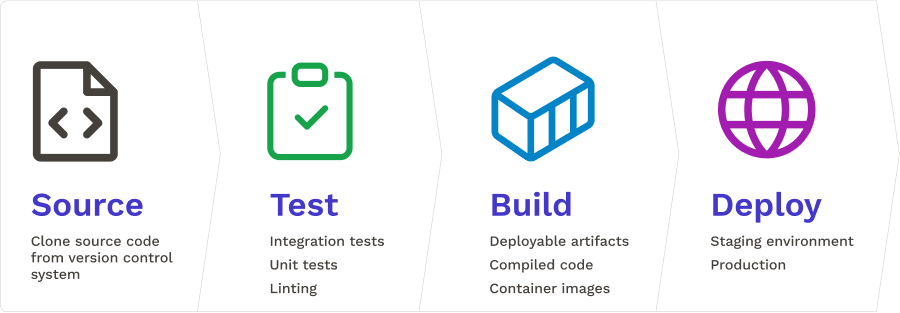 Source
Clone source code
from version control
system
Test
Integration tests
Unit tests
Linting
Build
Deployable artifacts
Compiled code
Container images
Deploy
Staging environment
Production